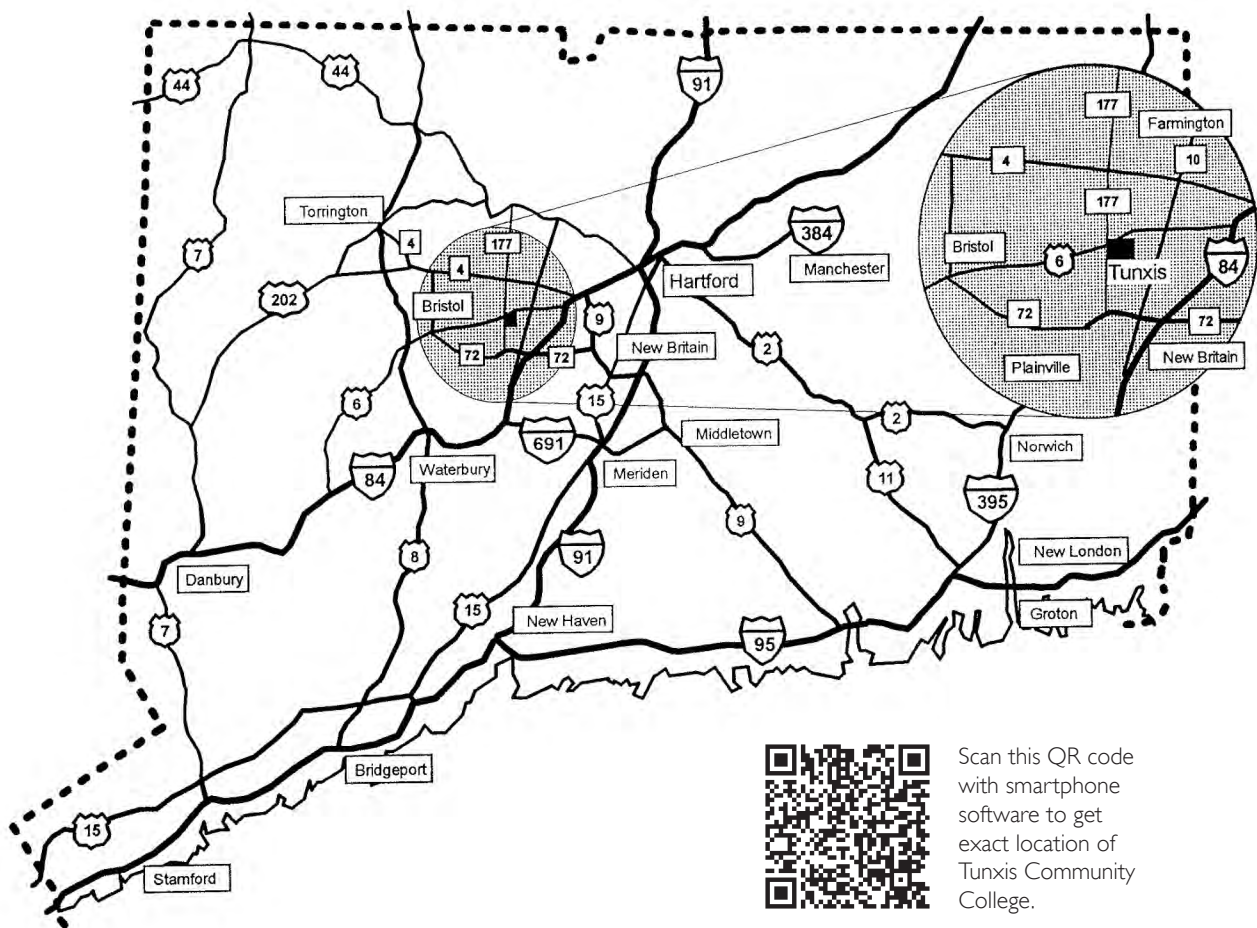 44
44
91
177
Farmington
4
10
177
Torrington
4
177
384
Bristol
6
Tunxis
84
7
4
Manchester
Hartford
202
Bristol
9
72
72
New Britain
Plainville
72
72
New Britain
2
6
15
2
Middletown
Norwich
691
Waterbury
Meriden
84
11
395
9
8
91
New London
Danbury
15
New Haven
Groton
7
95
Bridgeport
15
Stamford
Scan this QR code
with smartphone
software to get
exact location of
Tunxis Community
College.